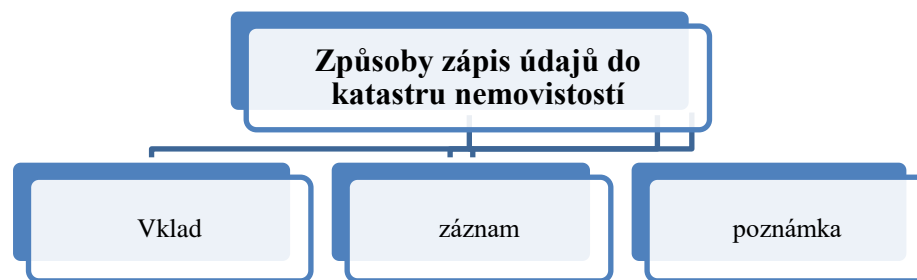 Způsoby zápis údajů do
katastru nemovistostí
Vklad
záznam
poznámka